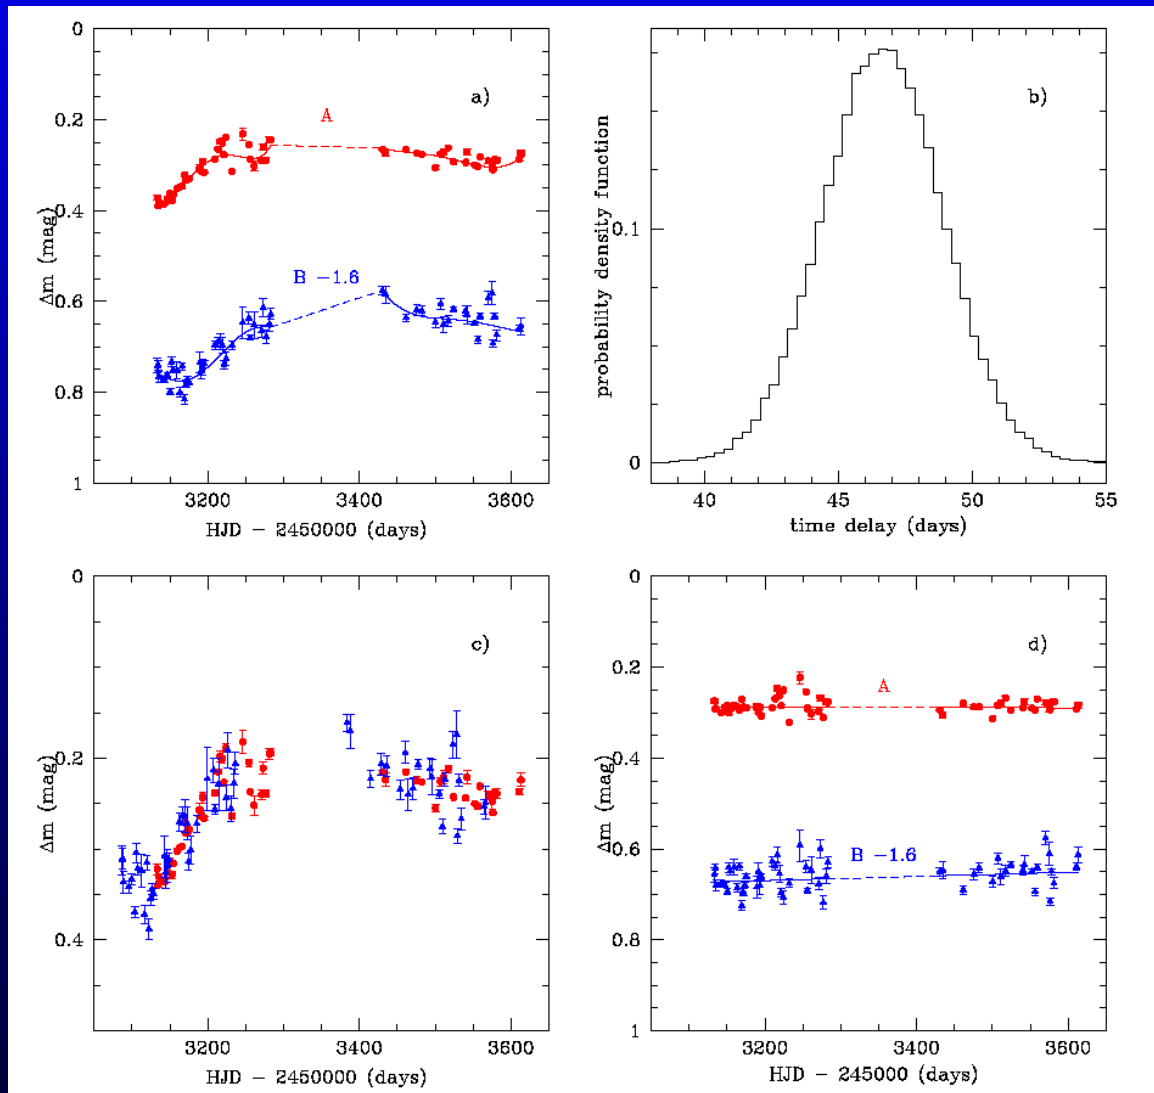 a)
A
B −1.6
0
0.2
0.4
0.6
0.8
1
Δm (mag)
3200
3400
3600
HJD − 2450000 (days)
b)
0.1
0
probability density function
40
45
50
55
time delay (days)
c)
0
0.2
0.4
Δm (mag)
3200
3400
3600
HJD − 2450000 (days)
d)
A
B −1.6
0
0.2
0.4
0.6
0.8
1
Δm (mag)
3200
3400
3600
HJD − 245000 (days)